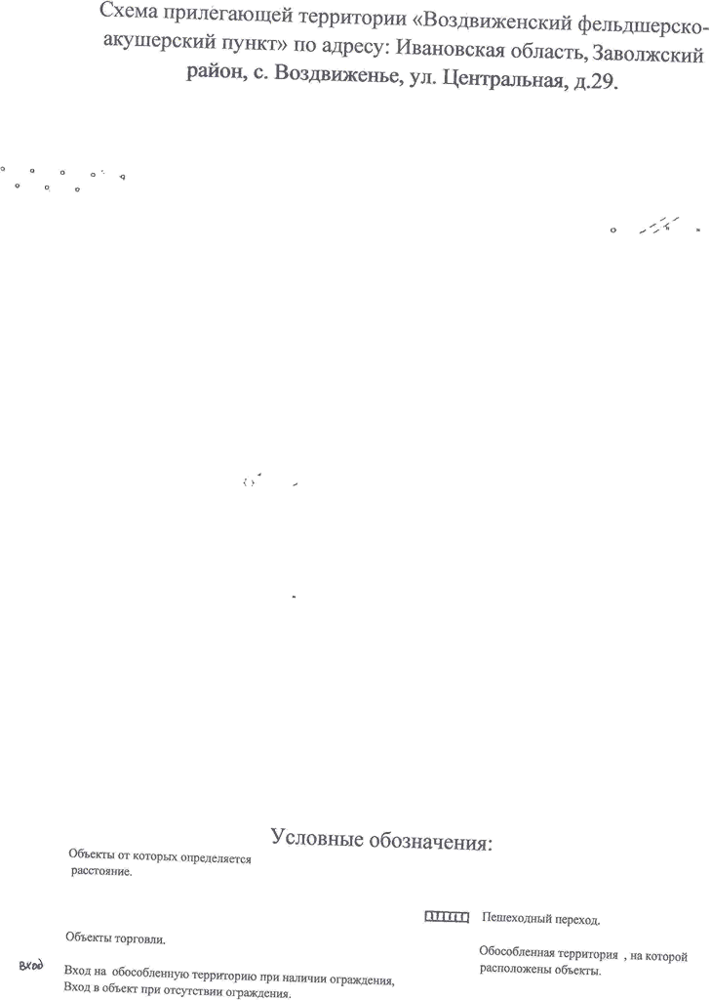 Схема прилегающей территории «Воздвиженский фельдшерско-
акушерский пункт» по адресу: Ивановская область, Заволжский
район, с. Воздвиженье, ул. Центральная, д.29.
Условные обозначения:
Объекты от которых определяется
расстояние.
Пешеходный переход.
Объекты торговли.
Обособленная территория , на которой
расположены объекты.
вход
Вход на обособленную территорию при наличии ограждения,
Вход в объект при отсутствии ограждения.